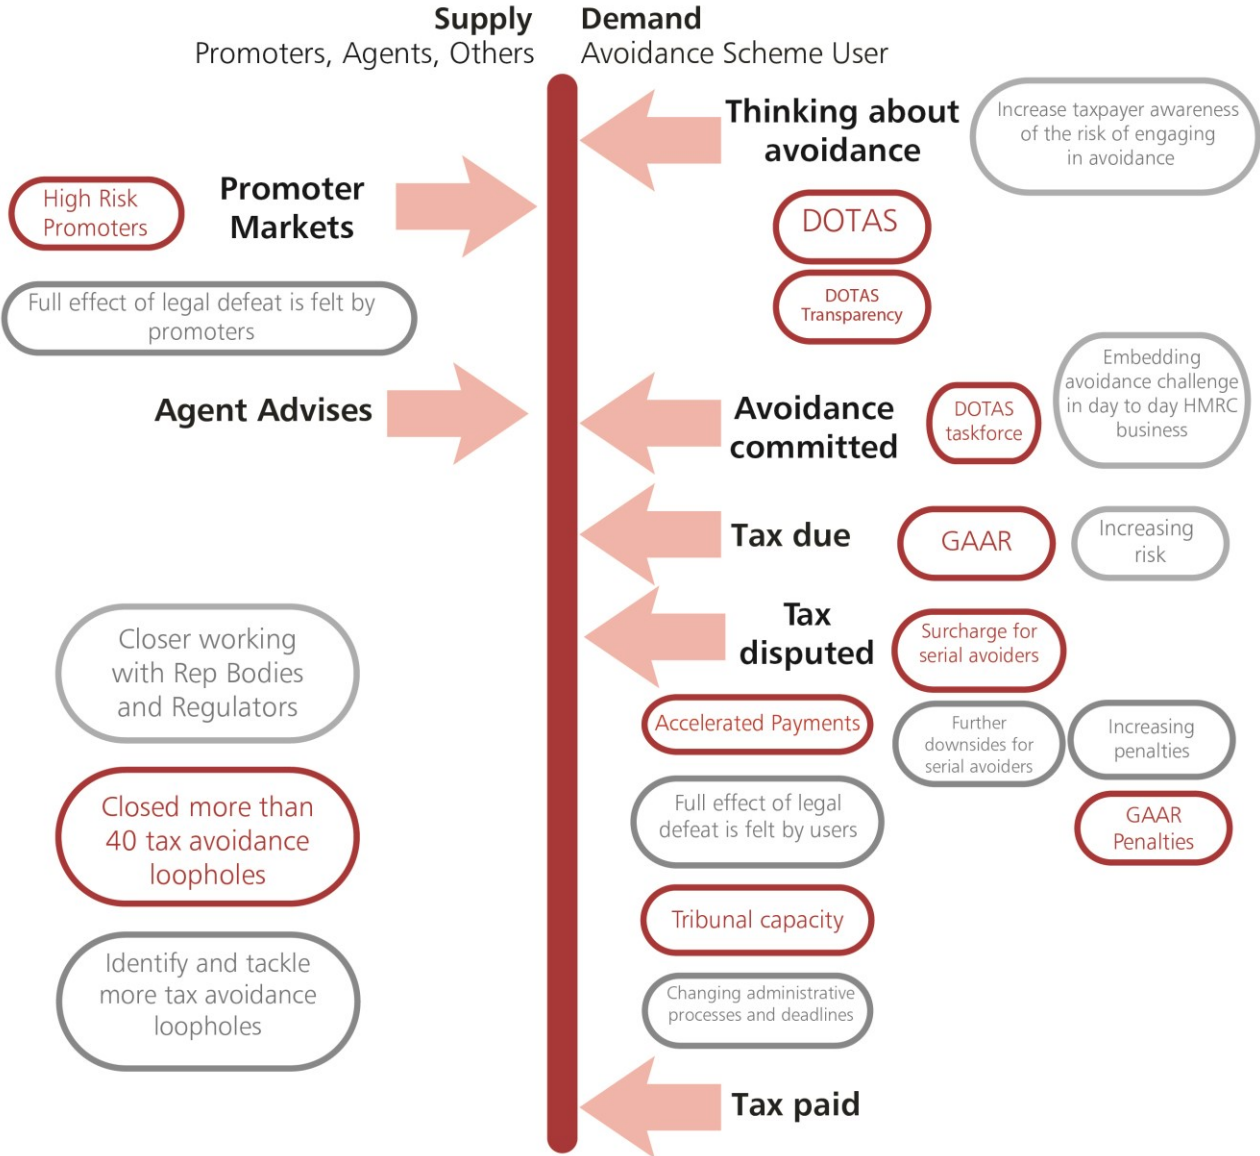 Supply
Promoters, Agents, Others
Demand
Avoidance Scheme User
Thinking about
avoidance
Increase taxpayer awareness
of the risk of engaging
in avoidance
High Risk
Promoters
Promoter
Markets
DOTAS
DOTAS
Transparency
Full effect of legal defeat is felt by
promoters
Agent Advises
Avoidance
committed
DOTAS
taskforce
Embedding
avoidance challenge
in day to day HMRC
business
Tax due
GAAR
Increasing
risk
Tax
disputed
Surcharge for
serial avoiders
Closer working
with Rep Bodies
and Regulators
Accelerated Payments
Further
downsides for
serial avoiders
Increasing
penalties
Closed more than
40 tax avoidance
loopholes
Full effect of legal
defeat is felt by users
GAAR
Penalties
Tribunal capacity
Identify and tackle
more tax avoidance
loopholes
Changing administrative
processes and deadlines
Tax paid